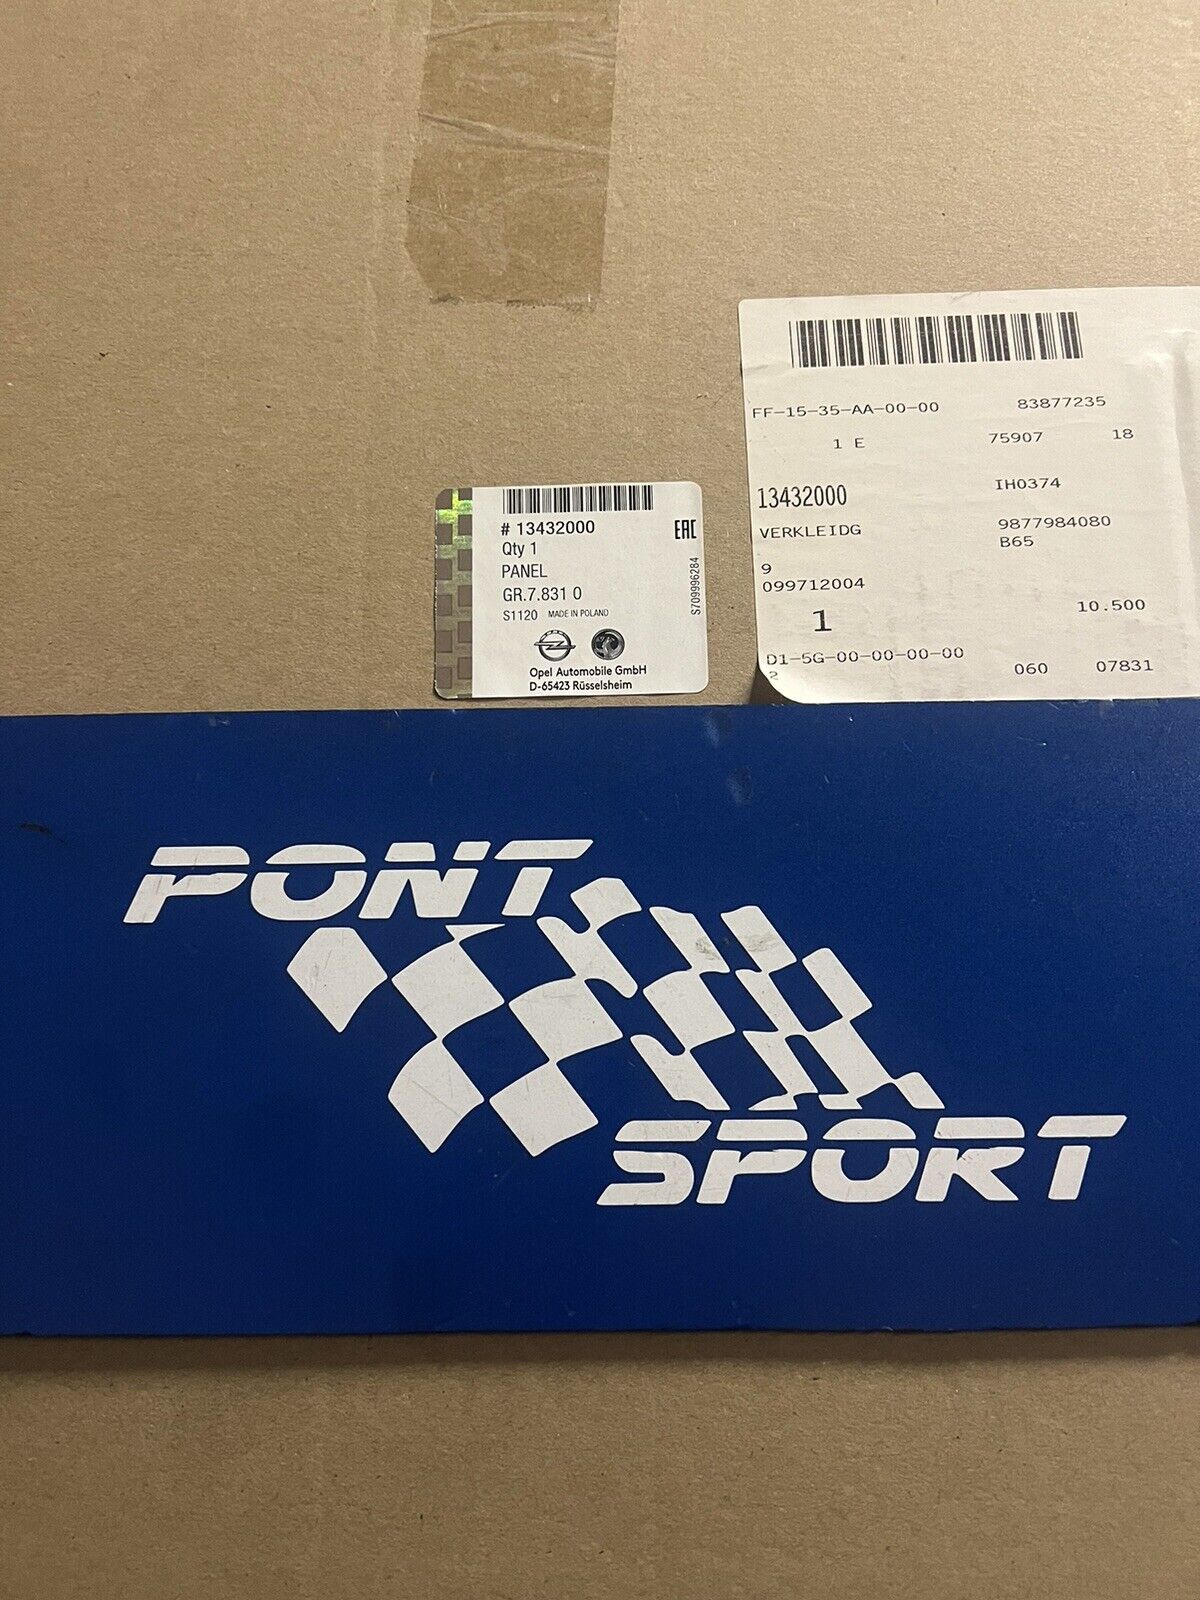 FF-15-35-AA-00-00 83877235
1 E 75907 18
13432000 IH0374
VERKLEIDG 9877984080
B65
9
099712004
1 10.500
D1-5G-00-00-00-00
2 060 07831
# 13432000
EAC
Qty 1
PANEL
GR.7.831 0
S1120 MADE IN POLAND
S709996284
Opel Automobile GmbH
D-65423 Rüsselsheim
PONT
SPORT